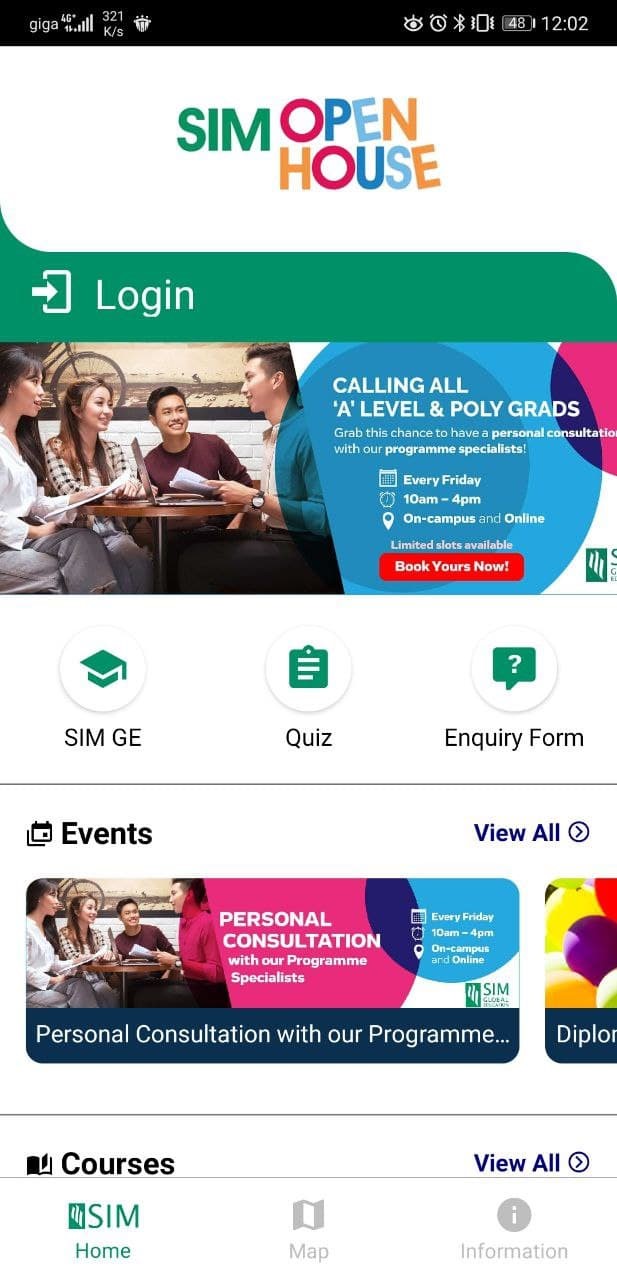 giga 4G+ 321 K/s 48 12:02
SIM OPEN
HOUSE
Login
CALLING ALL
'A' LEVEL & POLY GRADS
Grab this chance to have a personal consultatio
with our programme specialists!
Every Friday
10am – 4pm
On-campus and Online
Limited slots available
Book Yours Now!
SIM GE
Quiz
? Enquiry Form
Events
View All
PERSONAL
CONSULTATION
with our Programme
Specialists
Every Friday
10am – 4pm
On-campus
and Online
SIM
GLOBAL
EDUCATION
Personal Consultation with our Programme...
Diplo
Courses
View All
SIM
Home
Map
Information